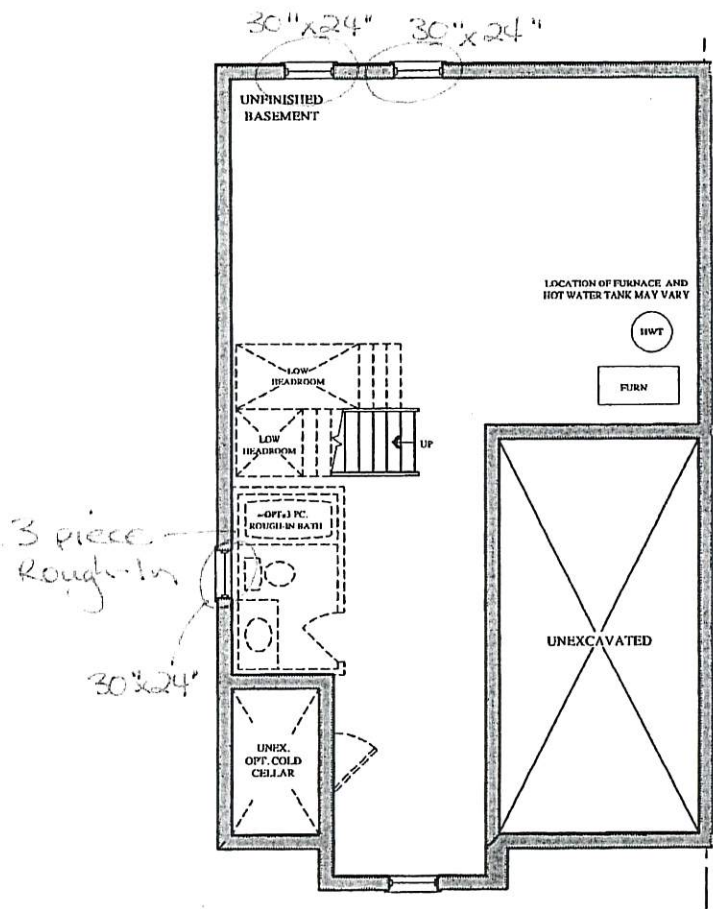 30"x24" 30"x24"
UNFINISHED
BASEMENT
LOCATION OF FURNACE AND
HOT WATER TANK MAY VARY
HWT
FURN
LOW
HEADROOM
LOW
HEADROOM
UP
OPT. 3 PC.
ROUGH-IN BATH
3 piece
Rough-In
30"x24"
UNEXCAVATED
UNEX.
OPT. COLD
CELLAR